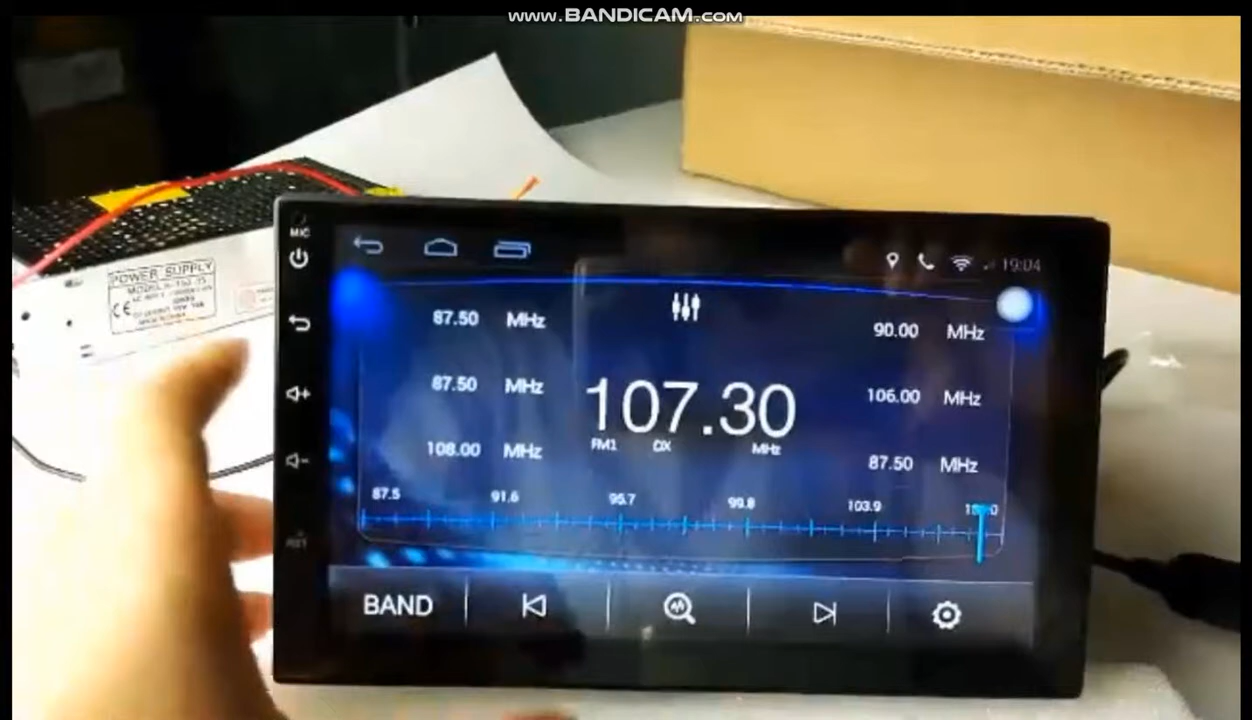 www.BANDICAM.com
POWER SUPPLY
CE
MIC
19:04
87.50 MHz
90.00 MHz
87.50 MHz
107.30
106.00 MHz
FM1 DX MHz
108.00 MHz
87.50 MHz
87.5 91.6 95.7 99.8 103.9
BAND
RST